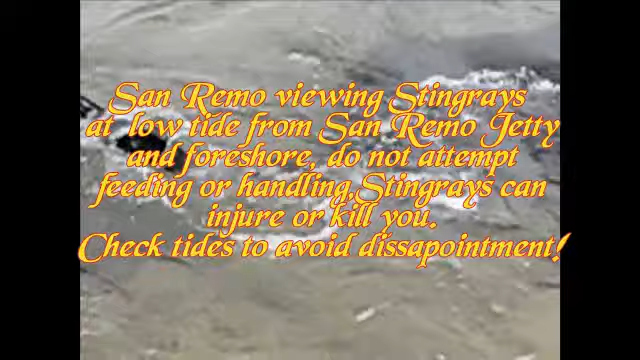 San Remo viewing Stingrays
at low tide from San Remo Jetty
and foreshore, do not attempt
feeding or handling,Stingrays can
injure or kill you.
Check tides to avoid dissapointment!